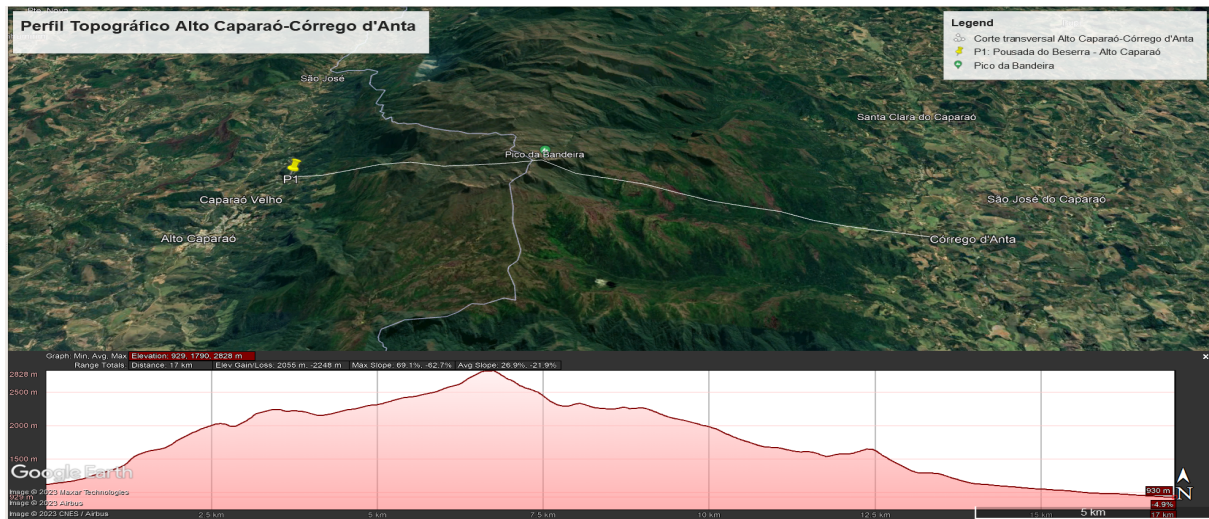 Pte. Nova
Perfil Topográfico Alto Caparaó-Córrego d'Anta
Legend
Corte transversal Alto Caparaó-Córrego d'Anta
P1: Pousada do Beserra - Alto Caparaó
Pico da Bandeira
São José
Santa Clara do Caparaó
Pico da Bandeira
P1
Caparaó Velho
São José do Caparaó
Alto Caparaó
Córrego d'Anta
Graph: Min, Avg, Max Elevation: 929, 1790, 2828 m
Range Totals: Distance: 17 km Elev Gain/Loss: 2055 m, -2248 m Max Slope: 69.1%, -62.7% Avg Slope: 26.9%, -21.9%
2828 m
2500 m
2000 m
1500 m
Google Earth
Image © 2023 Maxar Technologies
929 m
930 m
N
Image © 2023 Airbus
-4.9%
Image © 2023 CNES / Airbus
2.5 km
5 km
7.5 km
10 km
12.5 km
15 km
5 km
17 km